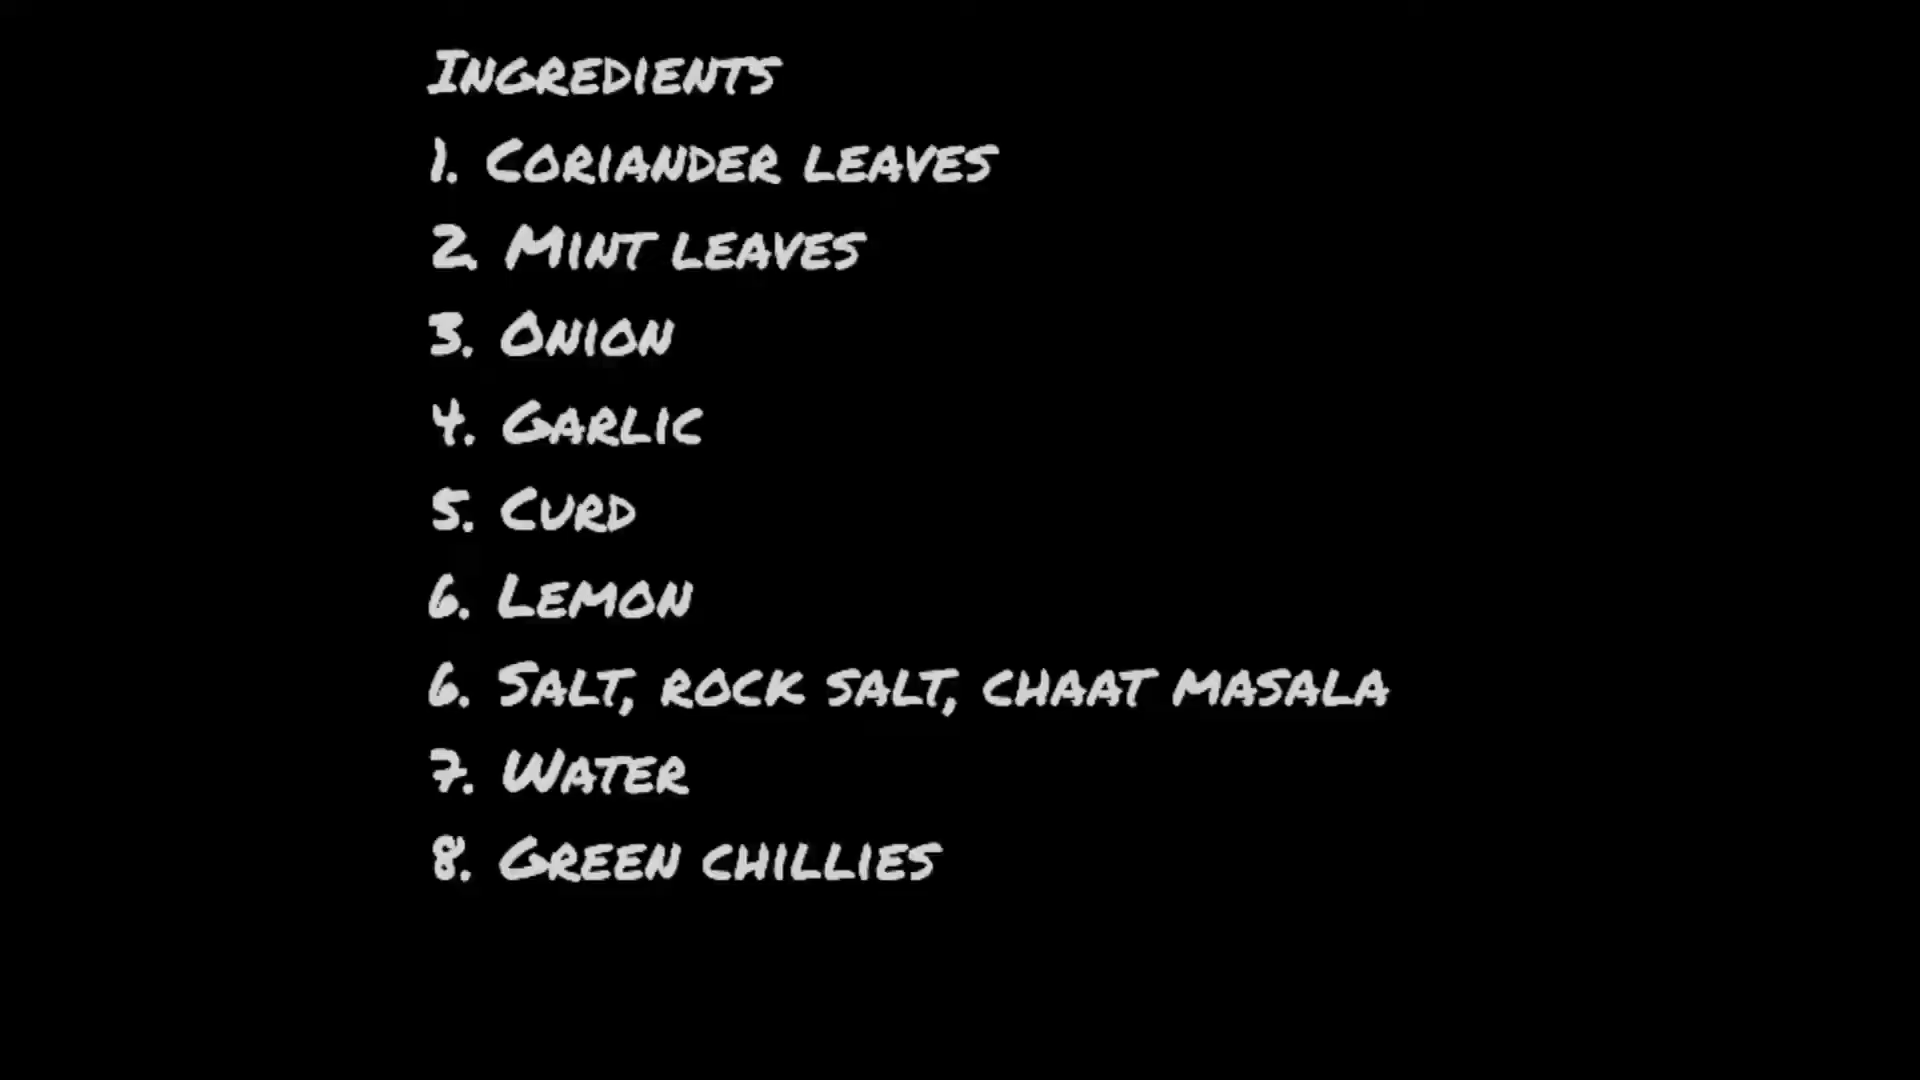 Ingredients
1. Coriander leaves
2. Mint leaves
3. Onion
4. Garlic
5. Curd
6. Lemon
6. Salt, rock salt, chaat masala
7. Water
8. Green chillies